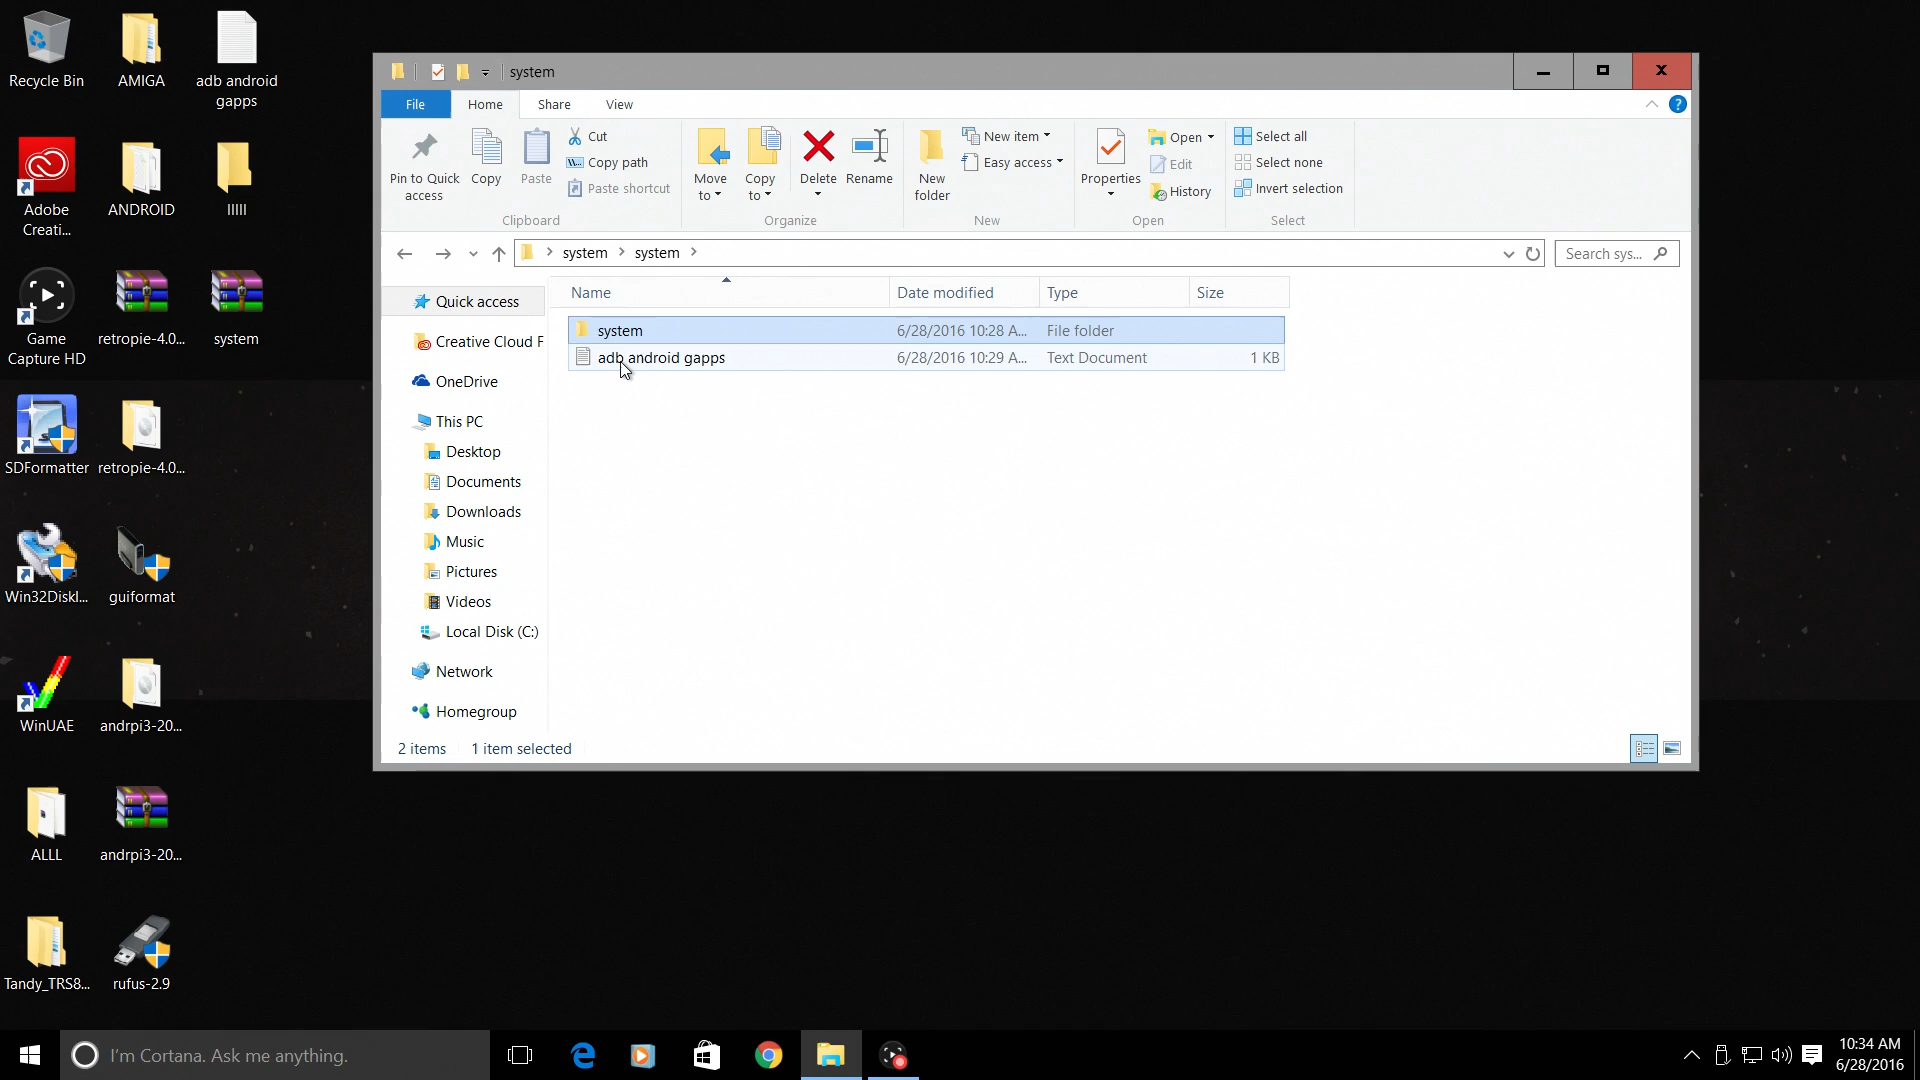 Recycle Bin
AMIGA
adb android
gapps
Adobe
Creati...
ANDROID
lllll
Game
Capture HD
retropie-4.0...
system
SDFormatter
retropie-4.0...
Win32DiskI...
guiformat
WinUAE
andrpi3-20...
ALLL
andrpi3-20...
Tandy_TRS8...
rufus-2.9
system
File
Home
Share
View
Pin to Quick
access
Copy
Paste
Cut
Copy path
Paste shortcut
Clipboard
Move
to
Copy
to
Delete
Rename
Organize
New
folder
New item
Easy access
New
Properties
Open
Edit
History
Open
Select all
Select none
Invert selection
Select
system
system
Search sys...
Quick access
Creative Cloud F
OneDrive
This PC
Desktop
Documents
Downloads
Music
Pictures
Videos
Local Disk (C:)
Network
Homegroup
Name Date modified Type Size
system 6/28/2016 10:28 A... File folder
adb android gapps 6/28/2016 10:29 A... Text Document 1 KB
2 items 1 item selected
I'm Cortana. Ask me anything.
10:34 AM
6/28/2016